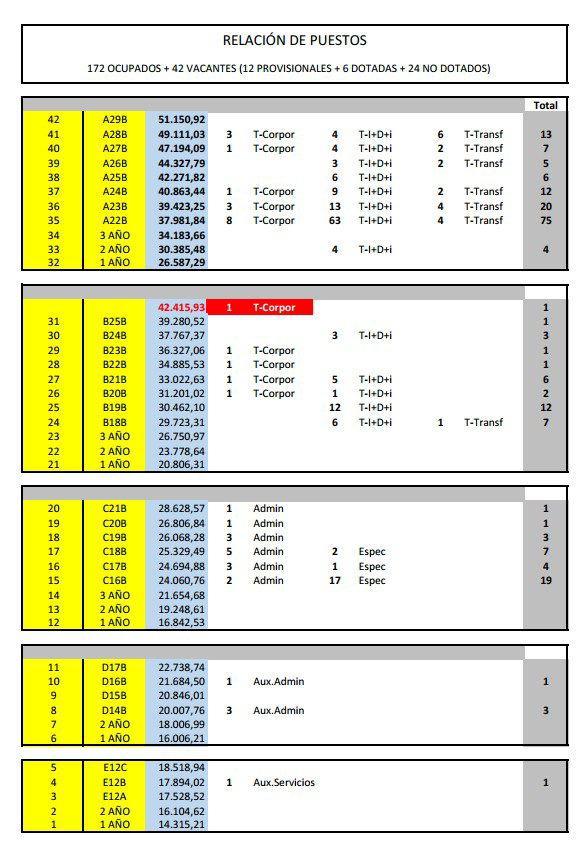 RELACIÓN DE PUESTOS
172 OCUPADOS + 42 VACANTES (12 PROVISIONALES + 6 DOTADAS + 24 NO DOTADOS)
Total
42 A29B 51.150,92
41 A28B 49.111,03 3 T-Corpor 4 T-I+D+i 6 T-Transf 13
40 A27B 47.194,09 1 T-Corpor 4 T-I+D+i 2 T-Transf 7
39 A26B 44.327,79 3 T-I+D+i 2 T-Transf 5
38 A25B 42.271,82 6 T-I+D+i 6
37 A24B 40.863,44 1 T-Corpor 9 T-I+D+i 2 T-Transf 12
36 A23B 39.423,25 3 T-Corpor 13 T-I+D+i 4 T-Transf 20
35 A22B 37.981,84 8 T-Corpor 63 T-I+D+i 4 T-Transf 75
34 3 AÑO 34.183,66
33 2 AÑO 30.385,48 4 T-I+D+i 4
32 1 AÑO 26.587,29
42.415,93 1 T-Corpor 1
31 B25B 39.280,52 1
30 B24B 37.767,37 3 T-I+D+i 3
29 B23B 36.327,06 1 T-Corpor 1
28 B22B 34.885,53 1 T-Corpor 1
27 B21B 33.022,63 1 T-Corpor 5 T-I+D+i 6
26 B20B 31.201,02 1 T-Corpor 1 T-I+D+i 2
25 B19B 30.462,10 12 T-I+D+i 12
24 B18B 29.723,31 6 T-I+D+i 1 T-Transf 7
23 3 AÑO 26.750,97
22 2 AÑO 23.778,64
21 1 AÑO 20.806,31
20 C21B 28.628,57 1 Admin 1
19 C20B 26.806,84 1 Admin 1
18 C19B 26.068,28 3 Admin 3
17 C18B 25.329,49 5 Admin 2 Espec 7
16 C17B 24.694,88 3 Admin 1 Espec 4
15 C16B 24.060,76 2 Admin 17 Espec 19
14 3 AÑO 21.654,68
13 2 AÑO 19.248,61
12 1 AÑO 16.842,53
11 D17B 22.738,74
10 D16B 21.684,50 1 Aux.Admin 1
9 D15B 20.846,01
8 D14B 20.007,76 3 Aux.Admin 3
7 2 AÑO 18.006,99
6 1 AÑO 16.006,21
5 E12C 18.518,94
4 E12B 17.894,02 1 Aux.Servicios 1
3 E12A 17.528,52
2 2 AÑO 16.104,62
1 1 AÑO 14.315,21